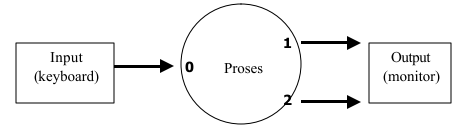 Input
(keyboard)
0
Proses
1
2
Output
(monitor)